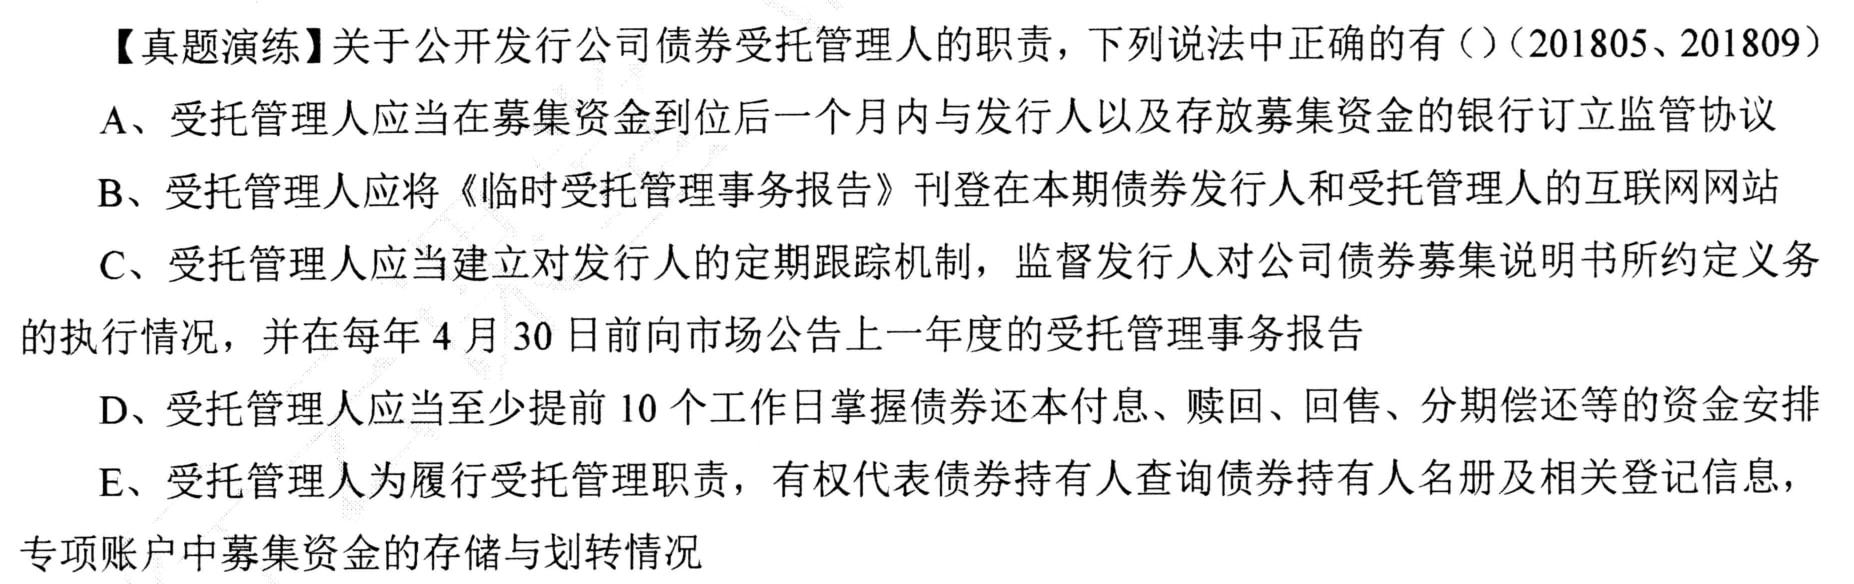 【真题演练】关于公开发行公司债券受托管理人的职责，下列说法中正确的有（）（201805、201809）
A、受托管理人应当在募集资金到位后一个月内与发行人以及存放募集资金的银行订立监管协议
B、受托管理人应将《临时受托管理事务报告》刊登在本期债券发行人和受托管理人的互联网网站
C、受托管理人应当建立对发行人的定期跟踪机制，监督发行人对公司债券募集说明书所约定义务
的执行情况，并在每年 4 月 30 日前向市场公告上一年度的受托管理事务报告
D、受托管理人应当至少提前 10 个工作日掌握债券还本付息、赎回、回售、分期偿还等的资金安排
E、受托管理人为履行受托管理职责，有权代表债券持有人查询债券持有人名册及相关登记信息，
专项账户中募集资金的存储与划转情况